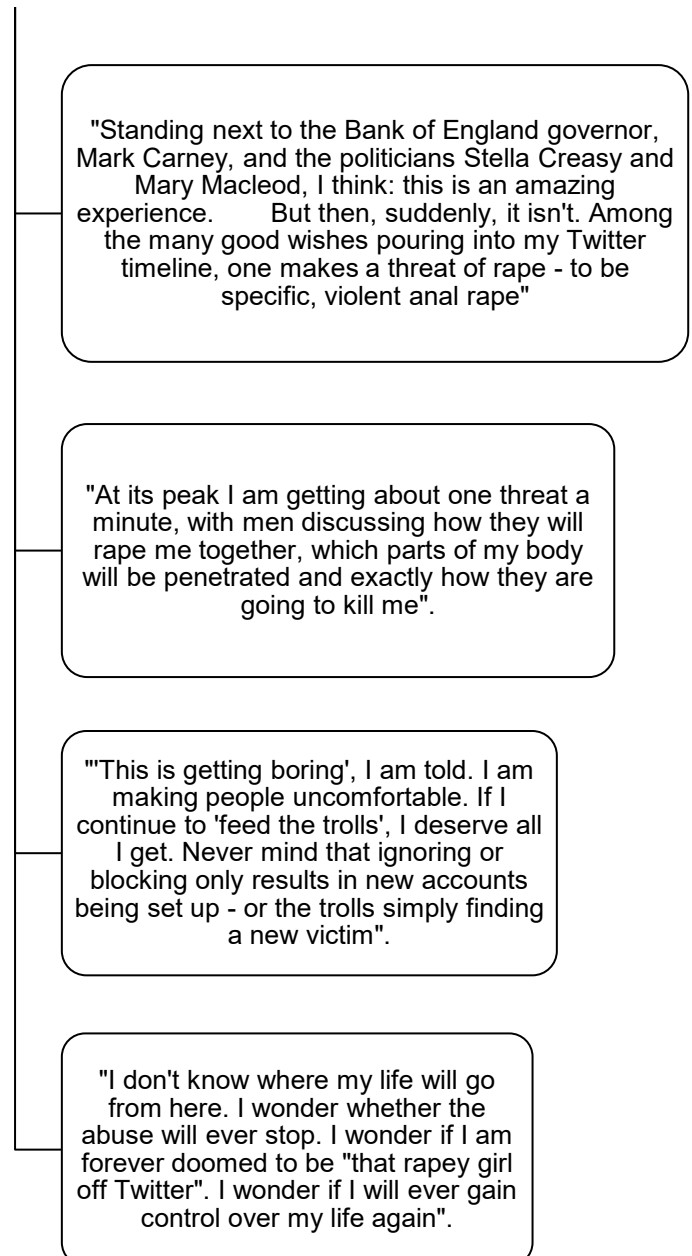 "Standing next to the Bank of England governor,
Mark Carney, and the politicians Stella Creasy and
Mary Macleod, I think: this is an amazing
experience. But then, suddenly, it isn't. Among
the many good wishes pouring into my Twitter
timeline, one makes a threat of rape - to be
specific, violent anal rape"
"At its peak I am getting about one threat a
minute, with men discussing how they will
rape me together, which parts of my body
will be penetrated and exactly how they are
going to kill me".
"'This is getting boring', I am told. I am
making people uncomfortable. If I
continue to 'feed the trolls', I deserve all
I get. Never mind that ignoring or
blocking only results in new accounts
being set up - or the trolls simply finding
a new victim".
"I don't know where my life will go
from here. I wonder whether the
abuse will ever stop. I wonder if I am
forever doomed to be "that rapey girl
off Twitter". I wonder if I will ever gain
control over my life again".